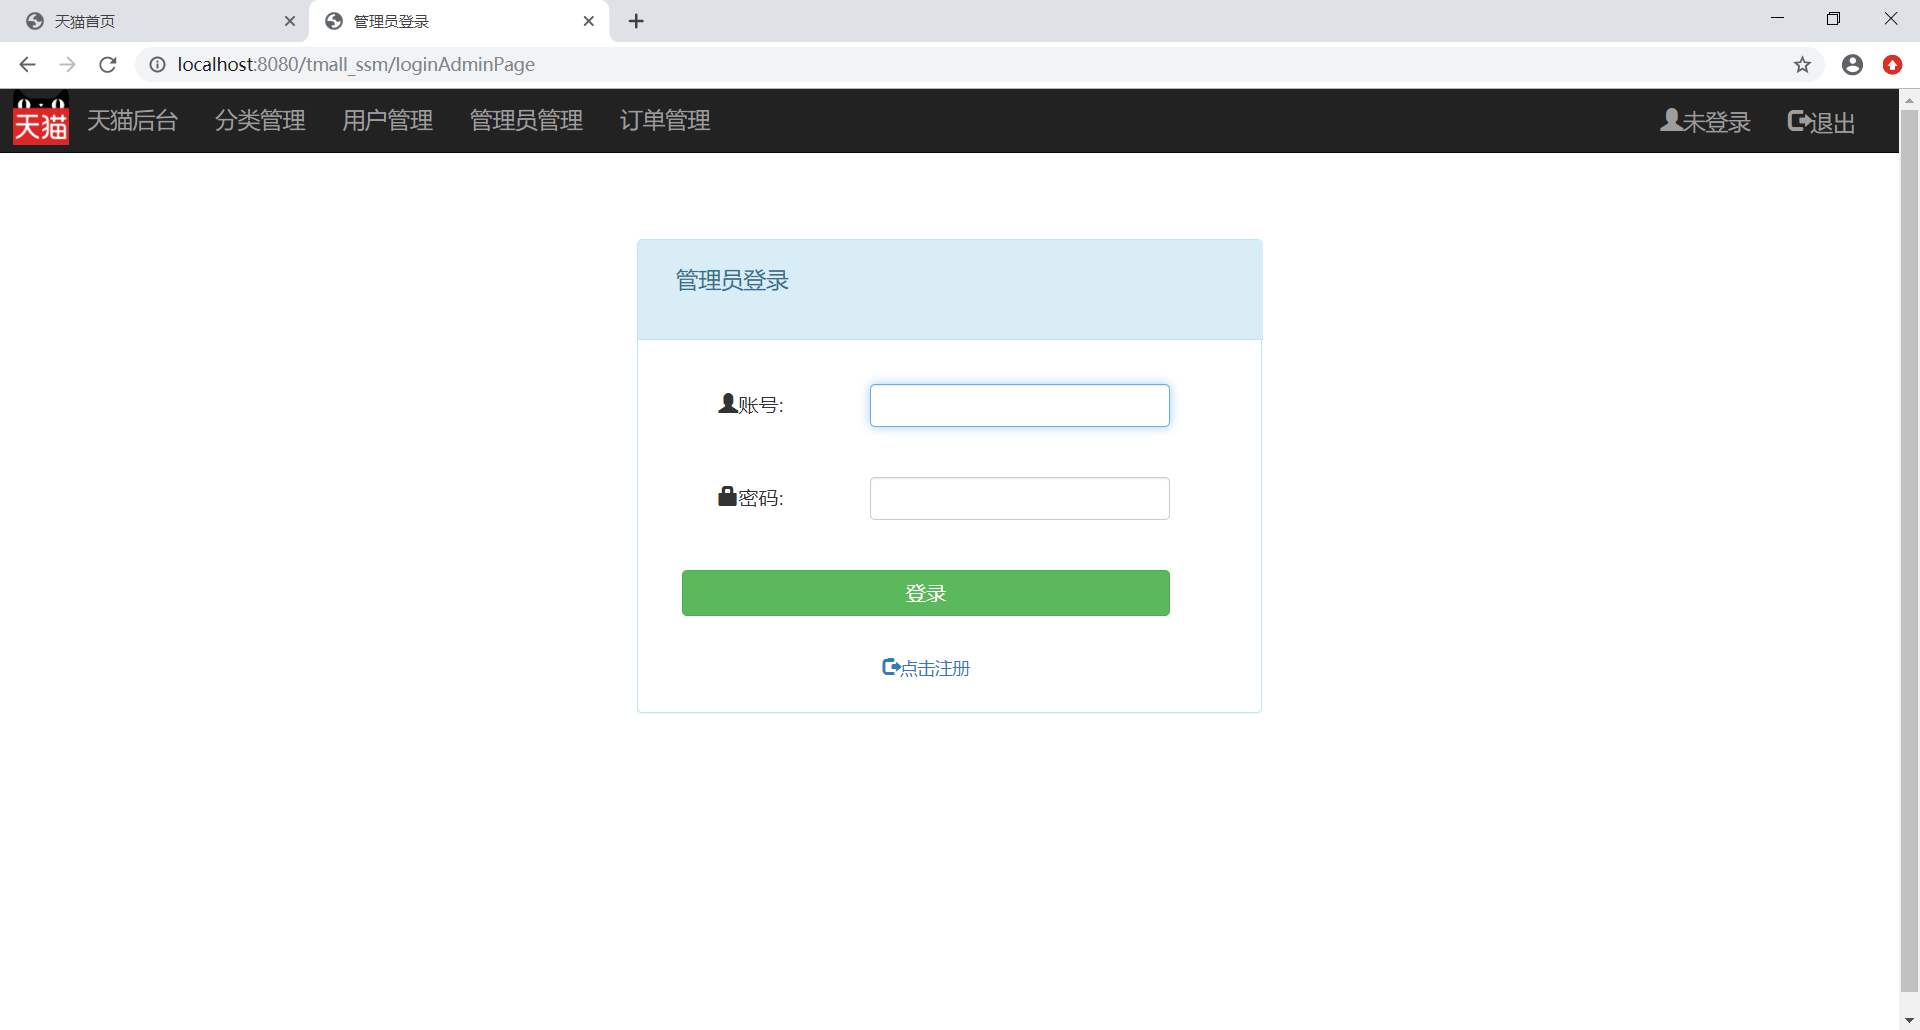 天猫首页
管理员登录
localhost:8080/tmall_ssm/loginAdminPage
天猫 天猫后台 分类管理 用户管理 管理员管理 订单管理 未登录 退出
管理员登录
账号:
密码:
登录
点击注册